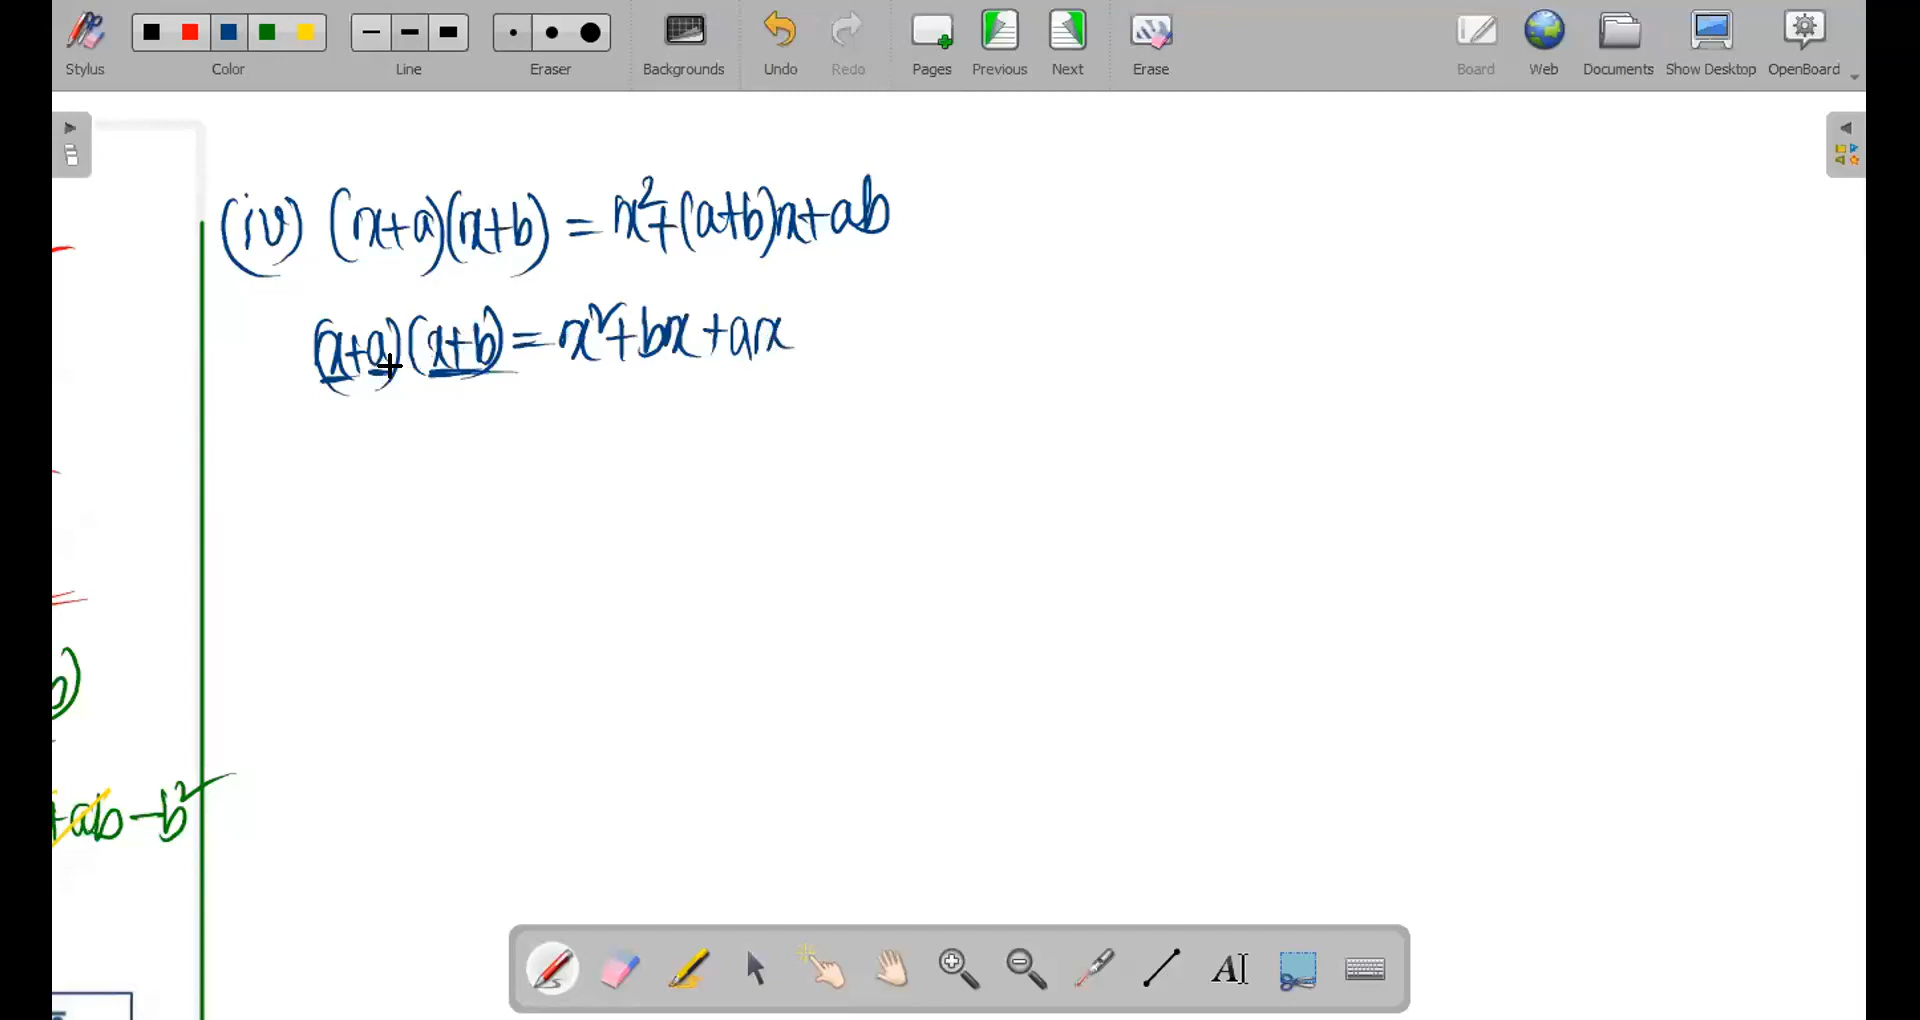 Stylus Color Line Eraser Backgrounds Undo Redo Pages Previous Next Erase Board Web Documents Show Desktop OpenBoard
(iv) (x+a)(x+b) = x²+(a+b)x+ab
(x+a)(x+b) = x²+bx+ax
b)
+ab-b²